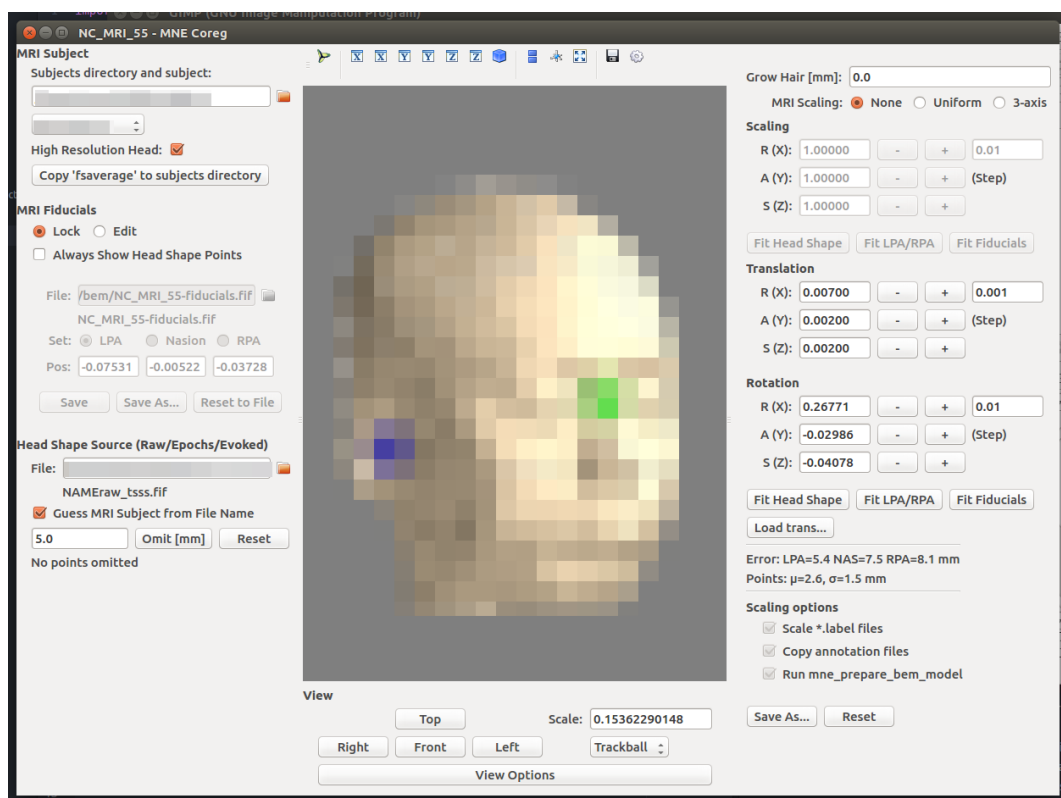 Impor
GIMP (GNU Image Manipulation Program)
NC_MRI_55 - MNE Coreg
MRI Subject
Subjects directory and subject:
High Resolution Head:
Copy 'fsaverage' to subjects directory
MRI Fiducials
Lock Edit
Always Show Head Shape Points
File: /bem/NC_MRI_55-fiducials.fif
NC_MRI_55-fiducials.fif
Set: LPA Nasion RPA
Pos: -0.07531 -0.00522 -0.03728
Save Save As... Reset to File
Head Shape Source (Raw/Epochs/Evoked)
File:
NAMEraw_tsss.fif
Guess MRI Subject from File Name
5.0 Omit [mm] Reset
No points omitted
X X Y Y Z Z
View
Top Scale: 0.15362290148
Right Front Left Trackball
View Options
Grow Hair [mm]: 0.0
MRI Scaling: None Uniform 3-axis
Scaling
R (X): 1.00000 - + 0.01
A (Y): 1.00000 - + (Step)
S (Z): 1.00000 - +
Fit Head Shape Fit LPA/RPA Fit Fiducials
Translation
R (X): 0.00700 - + 0.001
A (Y): 0.00200 - + (Step)
S (Z): 0.00200 - +
Rotation
R (X): 0.26771 - + 0.01
A (Y): -0.02986 - + (Step)
S (Z): -0.04078 - +
Fit Head Shape Fit LPA/RPA Fit Fiducials
Load trans...
Error: LPA=5.4 NAS=7.5 RPA=8.1 mm
Points: μ=2.6, σ=1.5 mm
Scaling options
Scale *.label files
Copy annotation files
Run mne_prepare_bem_model
Save As... Reset